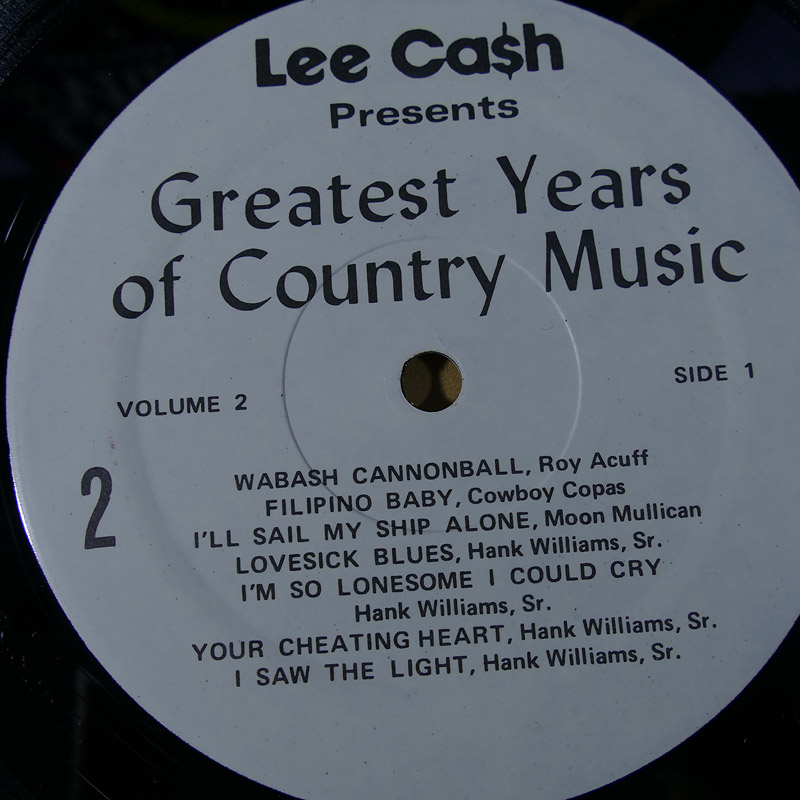 Lee Ca$h
Presents
Greatest Years
of Country Music
VOLUME 2
SIDE 1
2
WABASH CANNONBALL, Roy Acuff
FILIPINO BABY, Cowboy Copas
I'LL SAIL MY SHIP ALONE, Moon Mullican
LOVESICK BLUES, Hank Williams, Sr.
I'M SO LONESOME I COULD CRY
Hank Williams, Sr.
YOUR CHEATING HEART, Hank Williams, Sr.
I SAW THE LIGHT, Hank Williams, Sr.